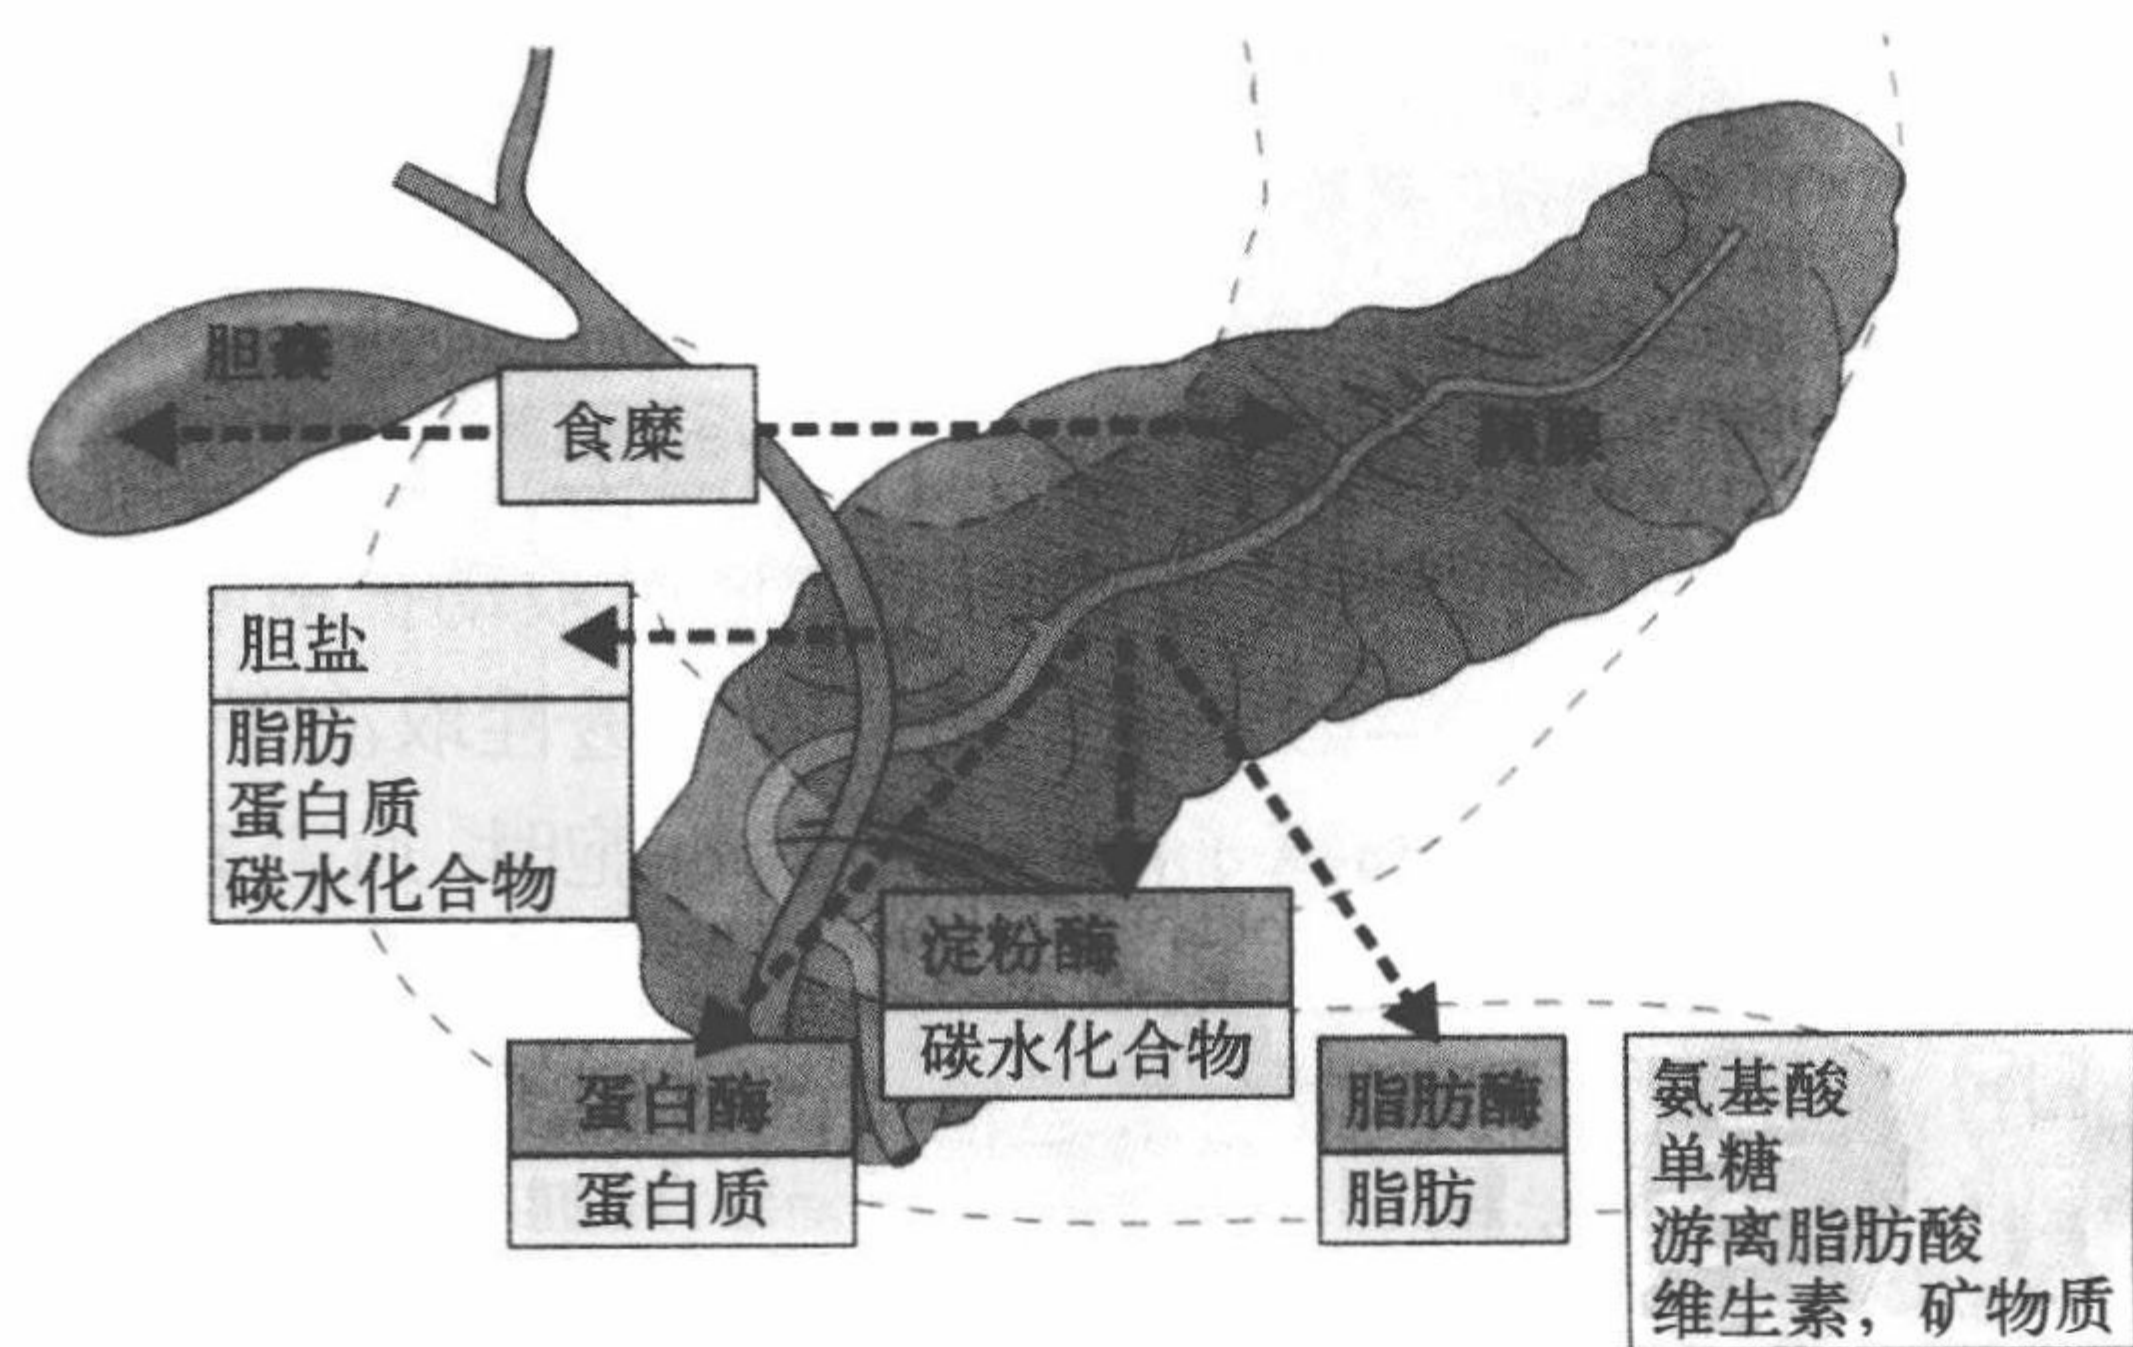 胆囊
食糜
胆盐
脂肪
蛋白质
碳水化合物
淀粉酶
碳水化合物
蛋白酶
蛋白质
脂肪酶
脂肪
氨基酸
单糖
游离脂肪酸
维生素，矿物质